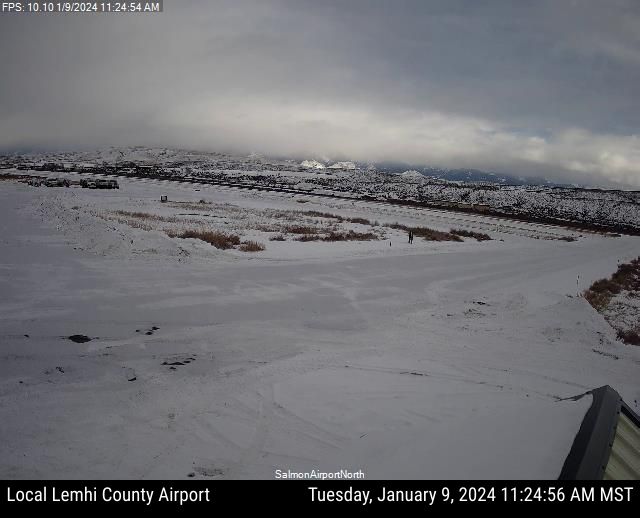 FPS: 10.10 1/9/2024 11:24:54 AM
SalmonAirportNorth
Local Lemhi County Airport Tuesday, January 9, 2024 11:24:56 AM MST